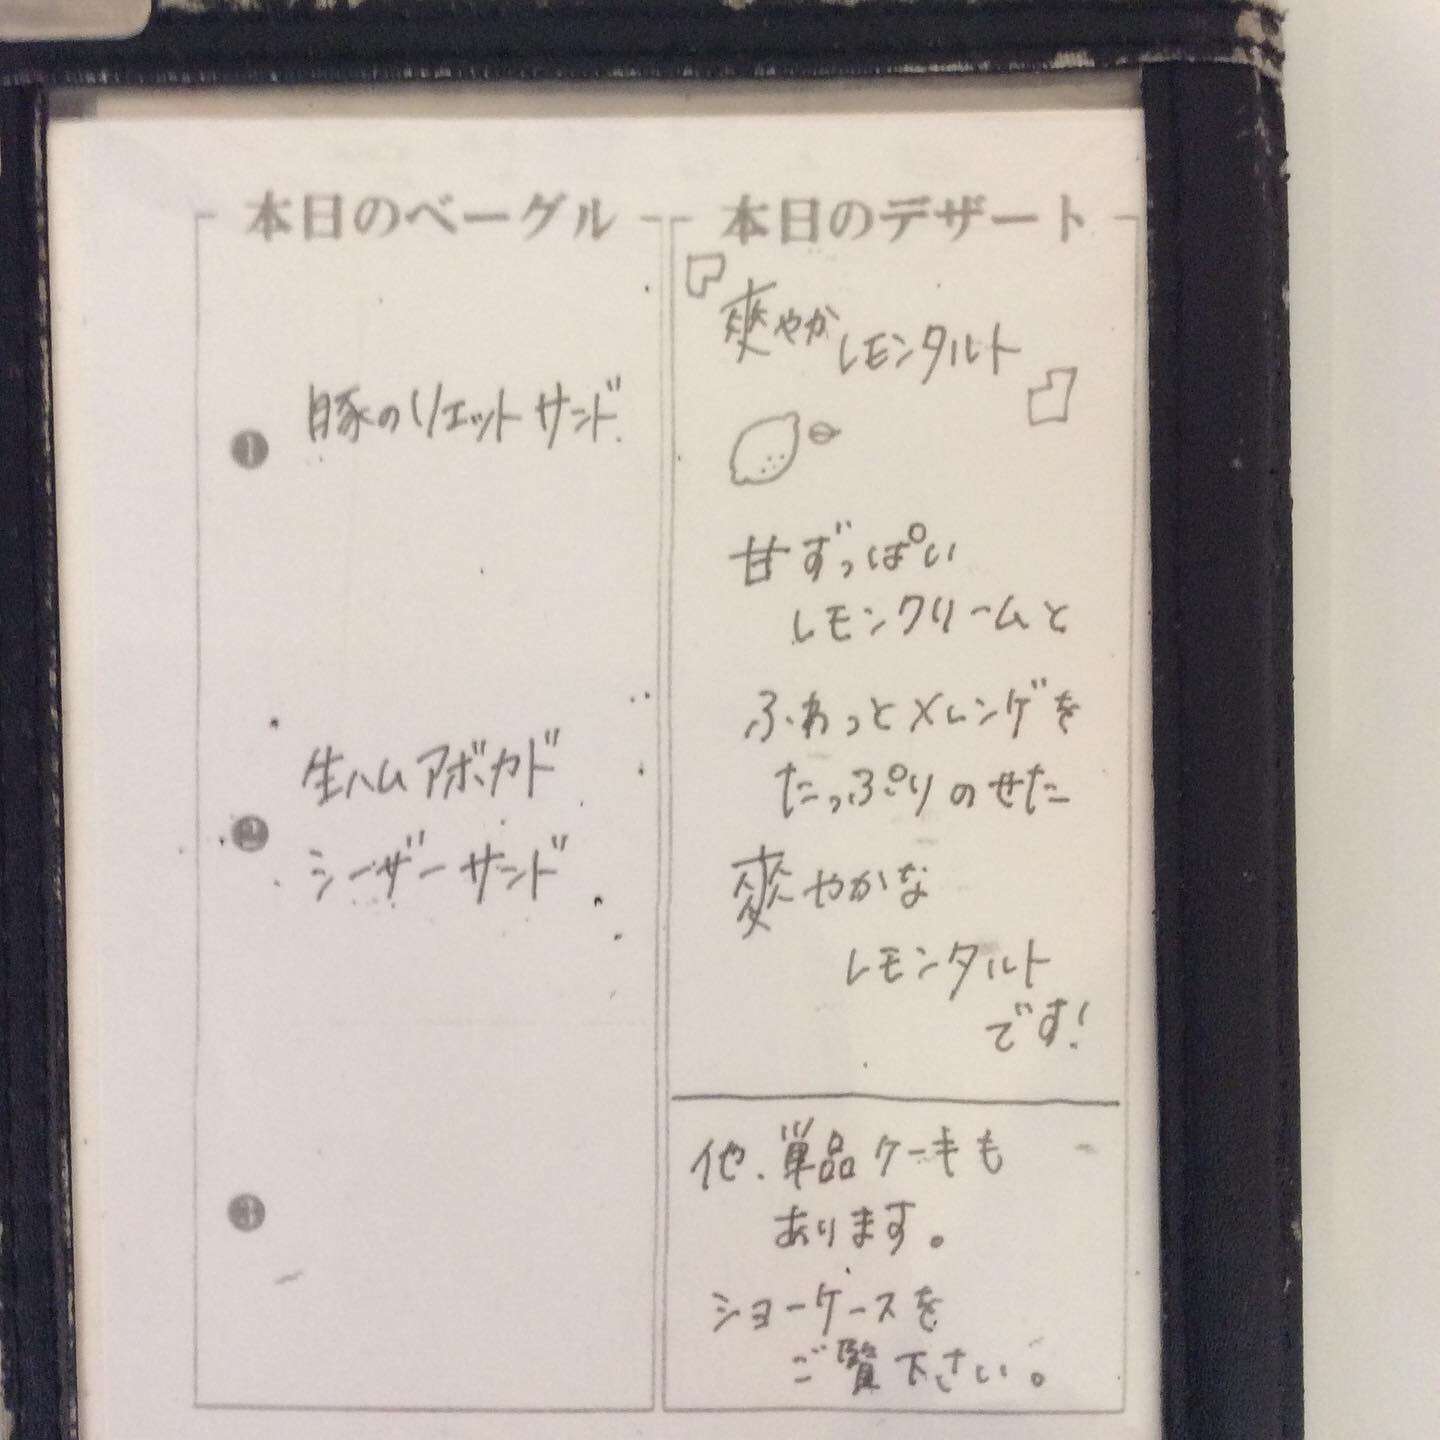 本日のベーグル
❶
豚のリエットサンド
❷
生ハムアボカド
シーザーサンド
❸
本日のデザート
『爽やかレモンタルト』
甘ずっぱい
レモンクリームと
ふわっとメレンゲを
たっぷりのせた
爽やかな
レモンタルト
です!
他、単品ケーキも
あります。
ショーケースを
ご覧下さい。